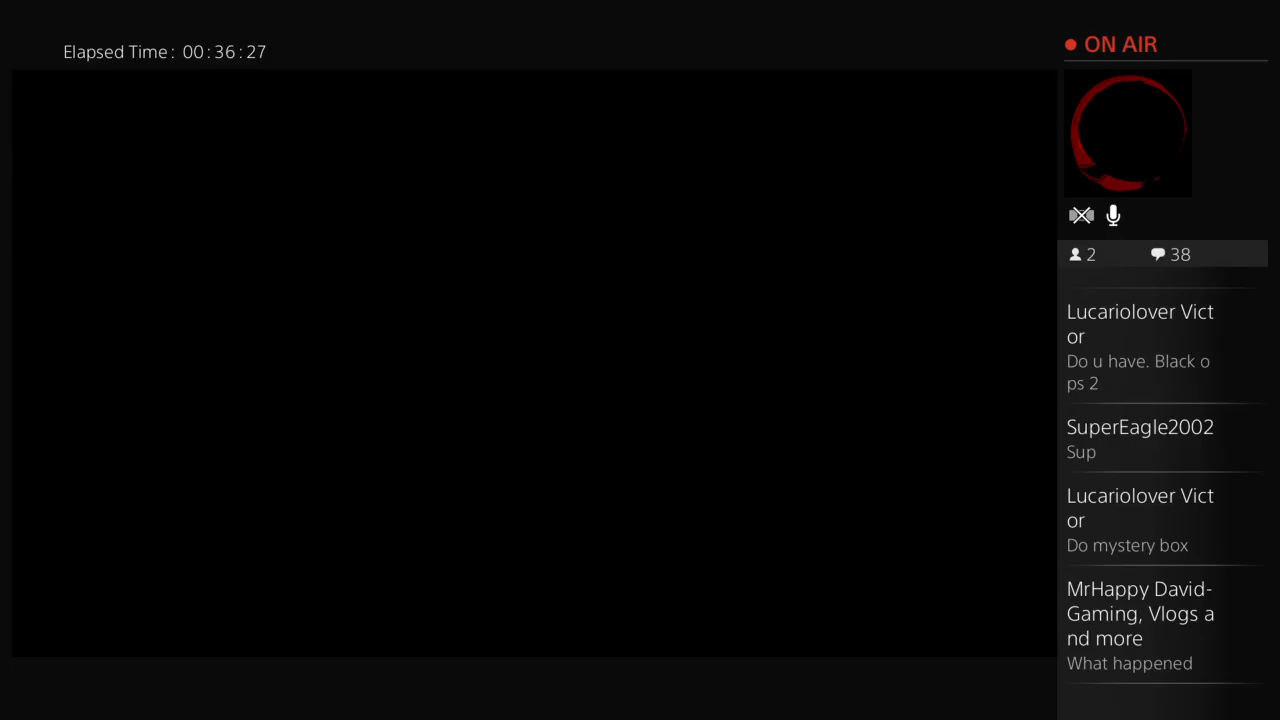 Elapsed Time: 00:36:27
ON AIR
2 38
Lucariolover Vict
or
Do u have. Black o
ps 2
SuperEagle2002
Sup
Lucariolover Vict
or
Do mystery box
MrHappy David-
Gaming, Vlogs a
nd more
What happened